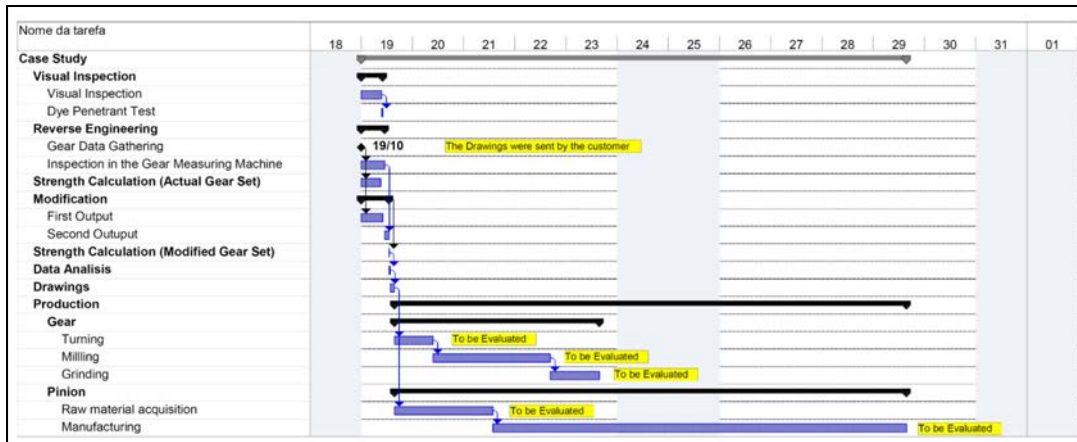 Nome da tarefa
18 19 20 21 22 23 24 25 26 27 28 29 30 31 01
Case Study
Visual Inspection
Visual Inspection
Dye Penetrant Test
Reverse Engineering
Gear Data Gathering 19/10 The Drawings were sent by the customer
Inspection in the Gear Measuring Machine
Strength Calculation (Actual Gear Set)
Modification
First Output
Second Outuput
Strength Calculation (Modified Gear Set)
Data Analisis
Drawings
Production
Gear
Turning To be Evaluated
Millling To be Evaluated
Grinding To be Evaluated
Pinion
Raw material acquisition To be Evaluated
Manufacturing To be Evaluated